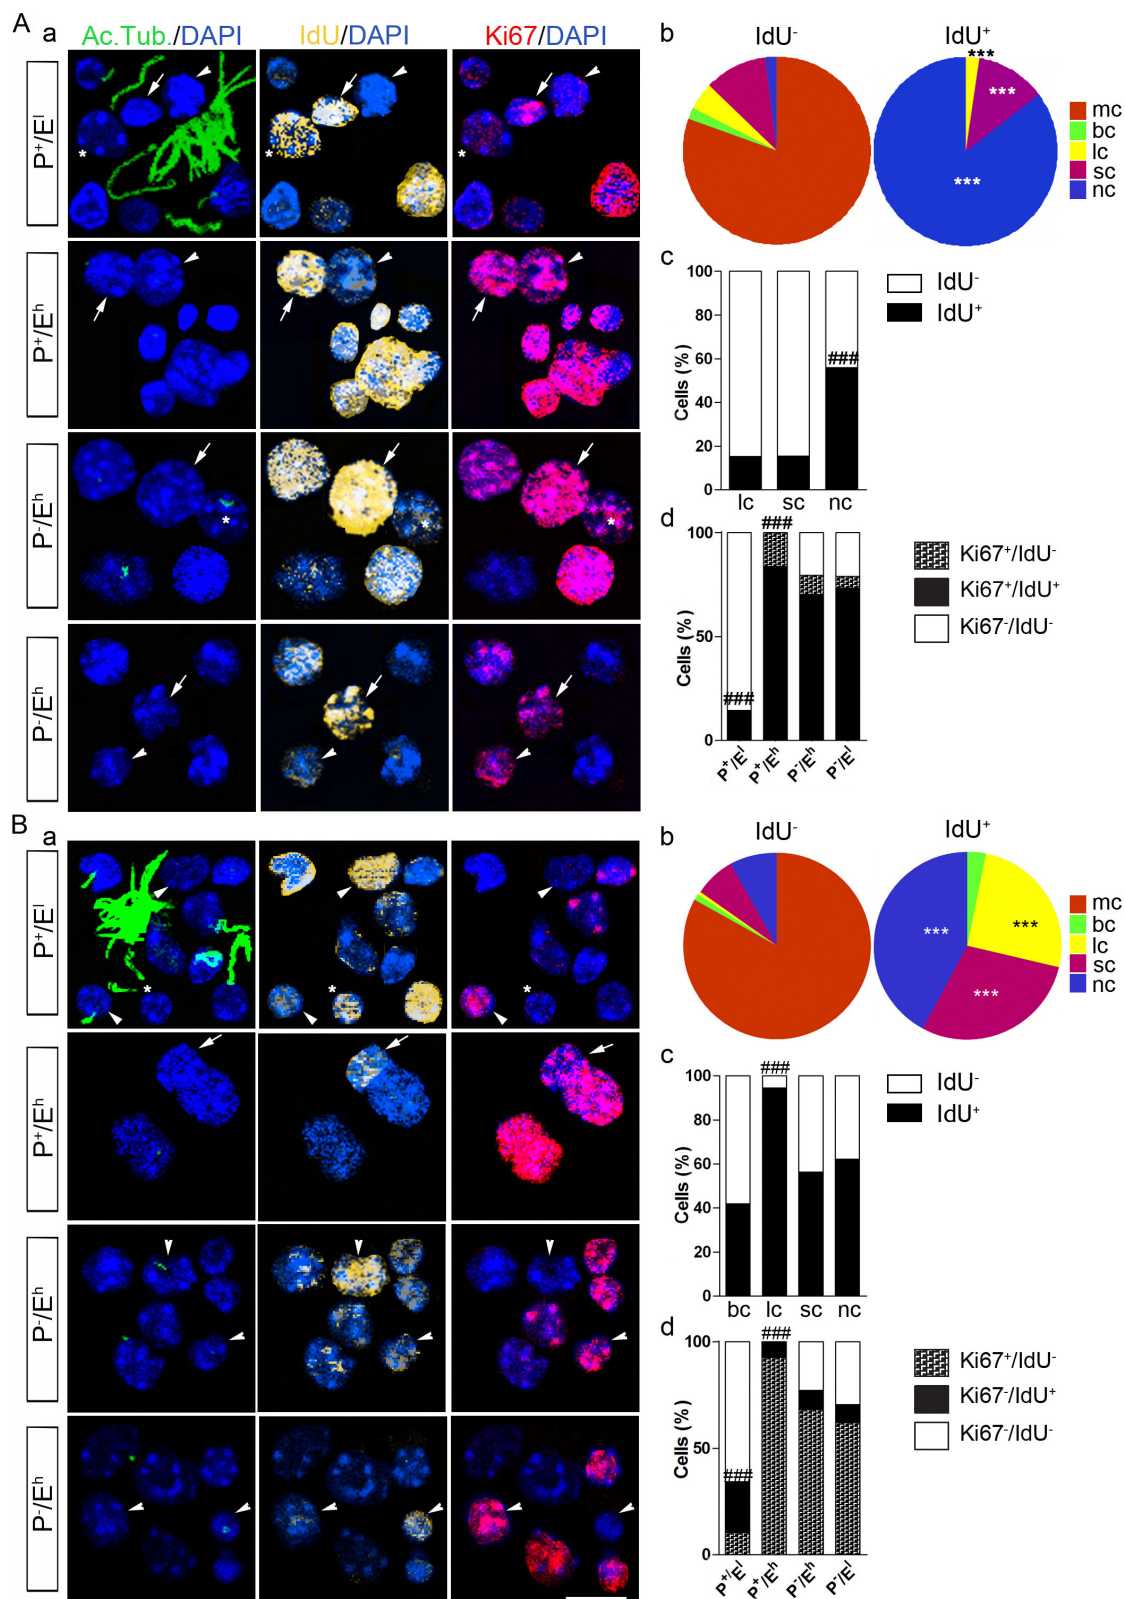 A
a
Ac.Tub./DAPI
IdU/DAPI
Ki67/DAPI
P⁺/Eˡ
*
*
*
P⁺/Eʰ
P⁻/Eʰ
*
*
*
P⁻/Eʰ
b
IdU⁻
IdU⁺
***
***
***
mc
bc
lc
sc
nc
c
100
80
60
40
20
0
Cells (%)
###
lc
sc
nc
IdU⁻
IdU⁺
d
100
50
0
Cells (%)
###
###
P⁺/Eˡ
P⁺/Eʰ
P⁻/Eʰ
P⁻/Eˡ
Ki67⁺/IdU⁻
Ki67⁺/IdU⁺
Ki67⁻/IdU⁻
B
a
P⁺/Eˡ
*
*
*
P⁺/Eʰ
P⁻/Eʰ
P⁻/Eʰ
b
IdU⁻
IdU⁺
***
***
***
mc
bc
lc
sc
nc
c
100
80
60
40
20
0
Cells (%)
###
bc
lc
sc
nc
IdU⁻
IdU⁺
d
100
50
0
Cells (%)
###
###
P⁺/Eˡ
P⁺/Eʰ
P⁻/Eʰ
P⁻/Eˡ
Ki67⁺/IdU⁻
Ki67⁻/IdU⁺
Ki67⁻/IdU⁻